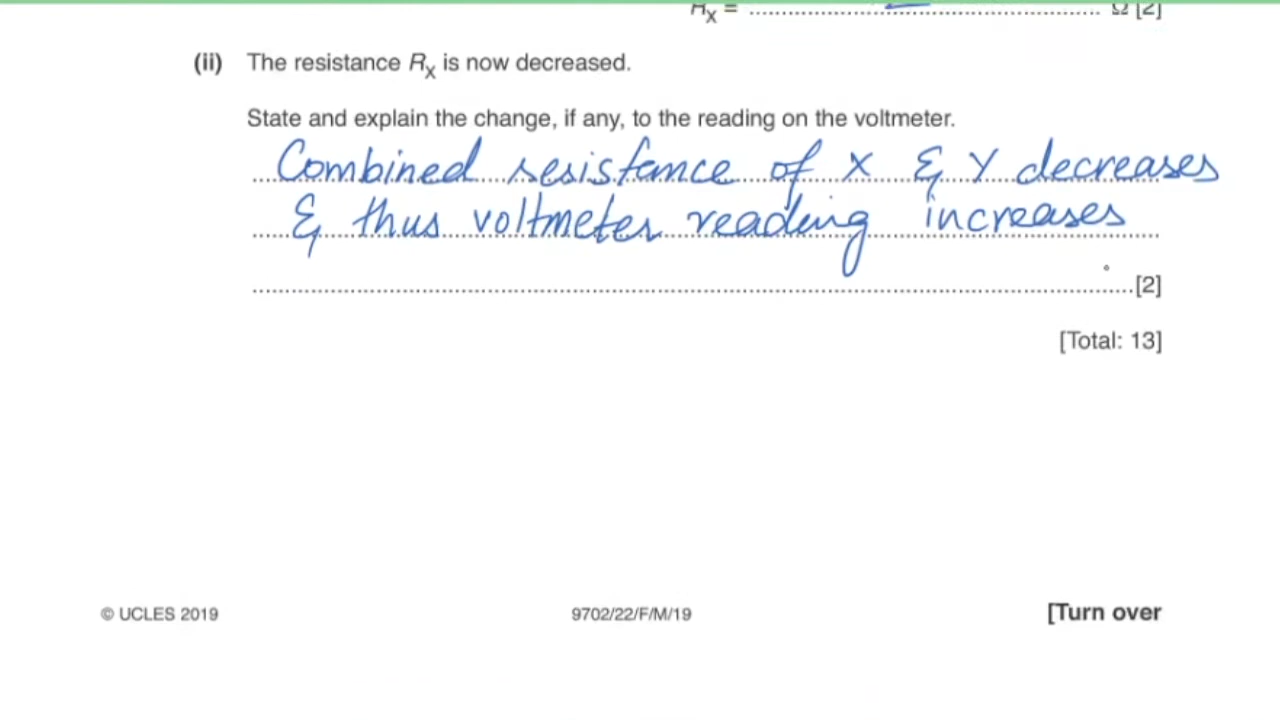 Rx = Ω [2]
(ii) The resistance Rx is now decreased.
State and explain the change, if any, to the reading on the voltmeter.
Combined resistance of X & Y decreases
& thus voltmeter reading increases
[2]
[Total: 13]
© UCLES 2019 9702/22/F/M/19 [Turn over